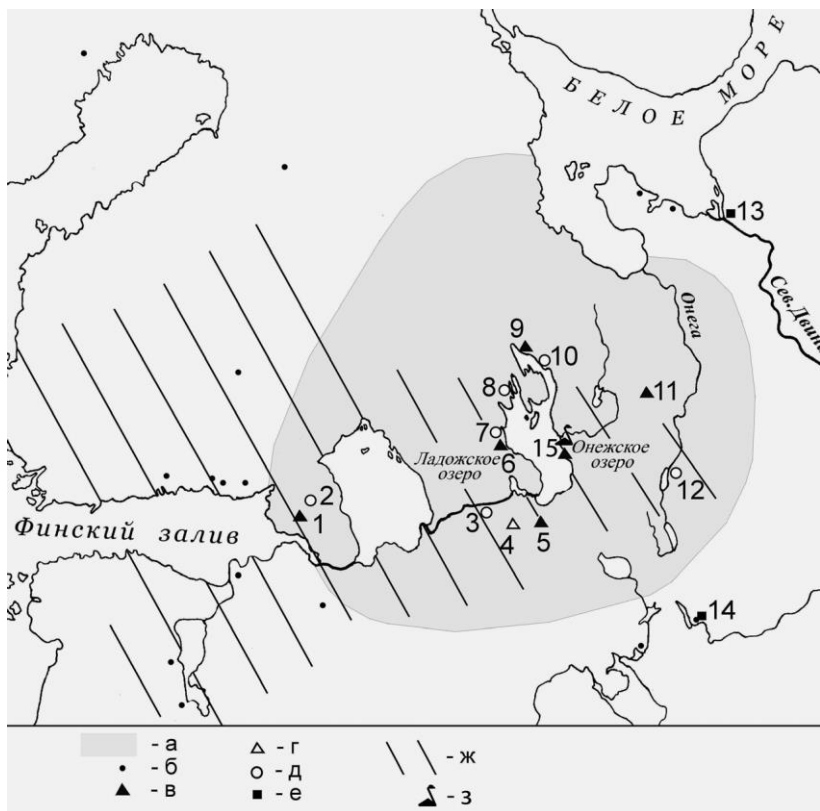 БЕЛОЕ МОРЕ
13
Сев. Двина
Онега
9
10
11
8
7
15
Ладожское озеро
6
Онежское озеро
12
2
1
3
4
5
Финский залив
14
- а
- б
- в
- г
- д
- е
- ж
- з